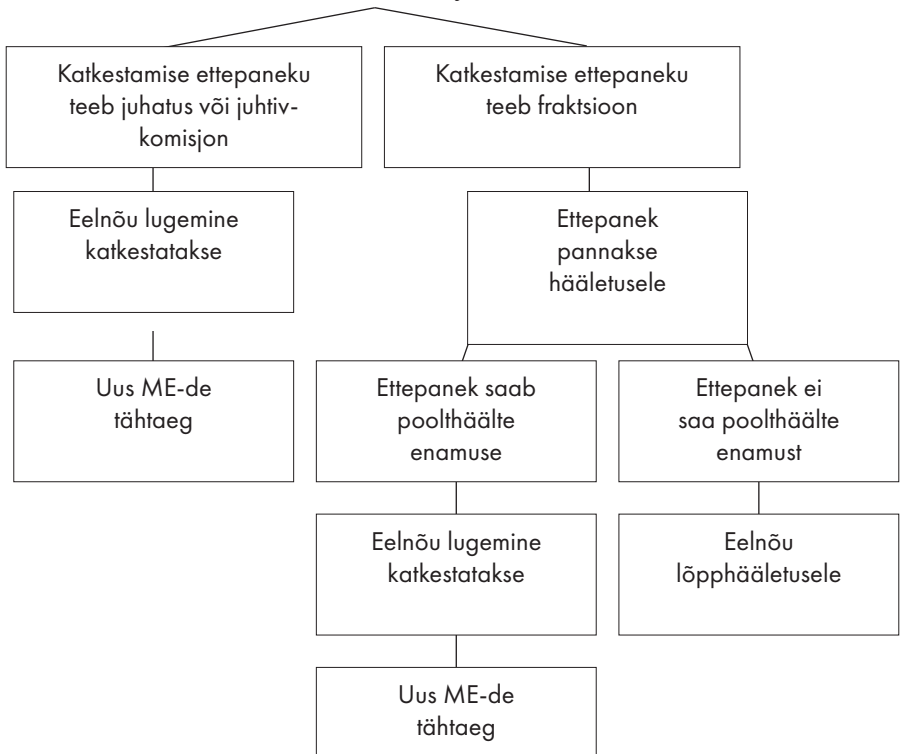 Katkestamise ettepaneku
teeb juhatus või juhtiv-
komisjon
Katkestamise ettepaneku
teeb fraktsioon
Eelnõu lugemine
katkestatakse
Ettepanek
pannakse
hääletusele
Uus ME-de
tähtaeg
Ettepanek saab
poolthäälte
enamuse
Ettepanek ei
saa poolthäälte
enamust
Eelnõu lugemine
katkestatakse
Eelnõu
lõpphääletusele
Uus ME-de
tähtaeg